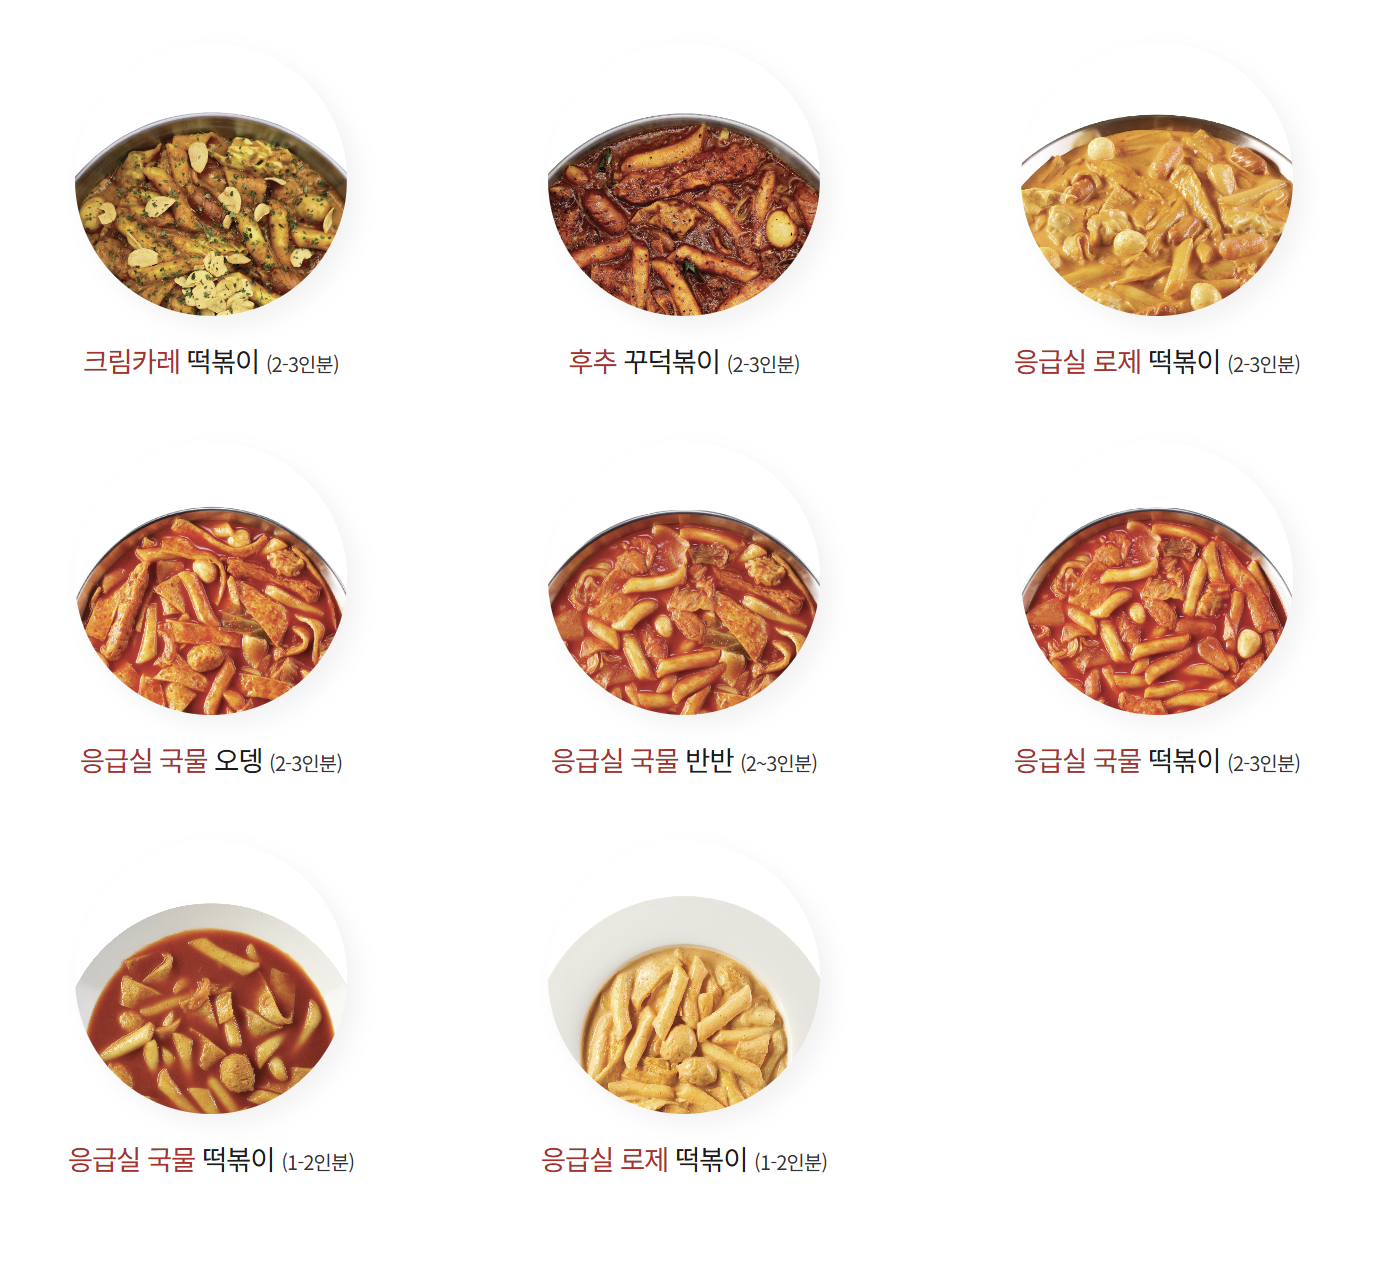 크림카레 떡볶이 (2-3인분)
후추 꾸덕볶이 (2-3인분)
응급실 로제 떡볶이 (2-3인분)
응급실 국물 오뎅 (2-3인분)
응급실 국물 반반 (2~3인분)
응급실 국물 떡볶이 (2-3인분)
응급실 국물 떡볶이 (1-2인분)
응급실 로제 떡볶이 (1-2인분)